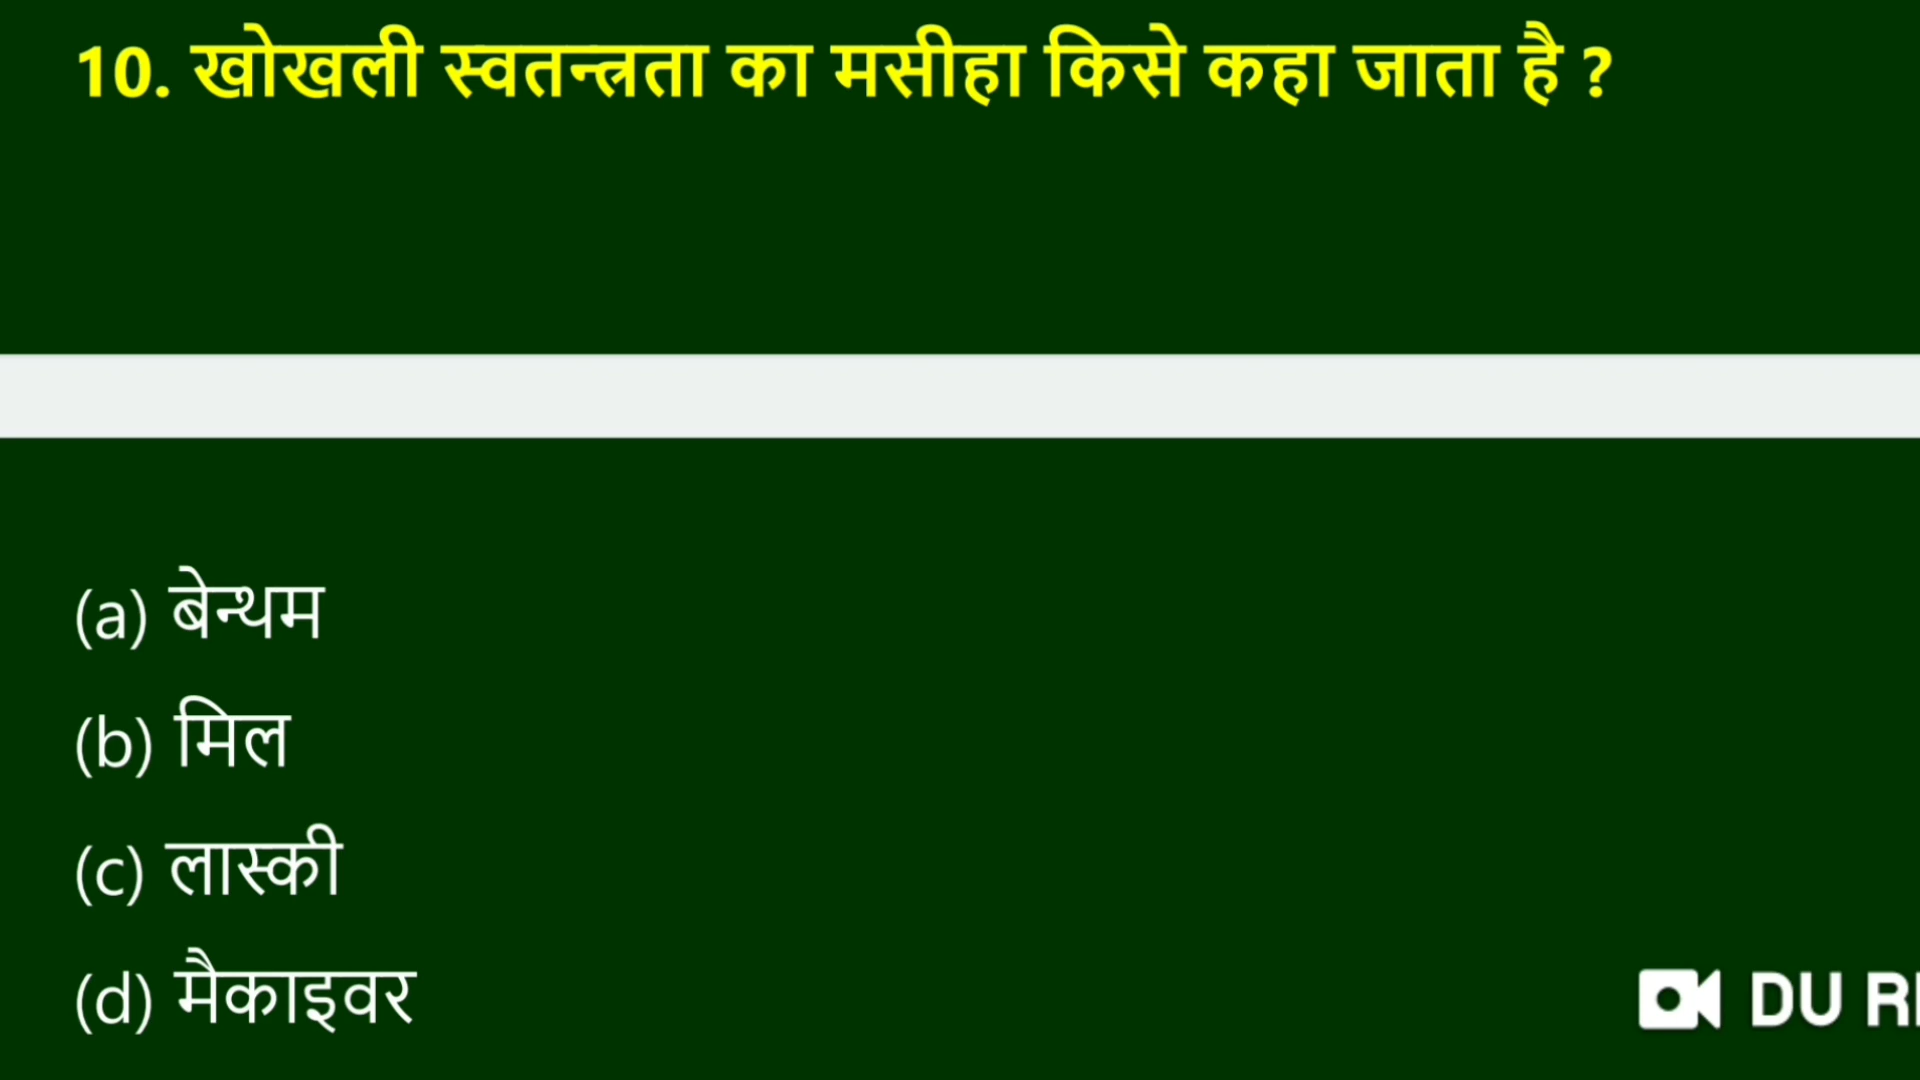 10. खोखली स्वतन्त्रता का मसीहा किसे कहा जाता है ?
(a) बेन्थम
(b) मिल
(c) लास्की
(d) मैकाइवर
DU